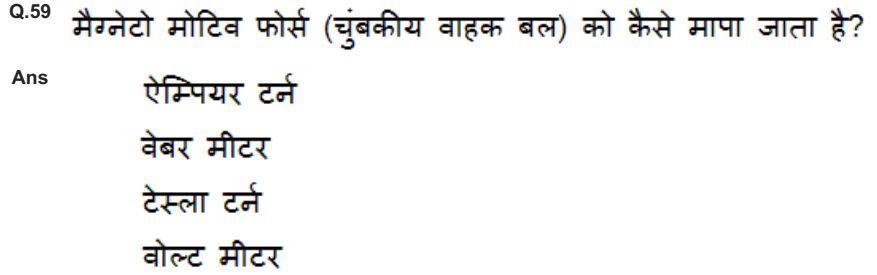 Q.59 मैग्नेटो मोटिव फोर्स (चुंबकीय वाहक बल) को कैसे मापा जाता है?
Ans
ऐम्पियर टर्न
वेबर मीटर
टेस्ला टर्न
वोल्ट मीटर